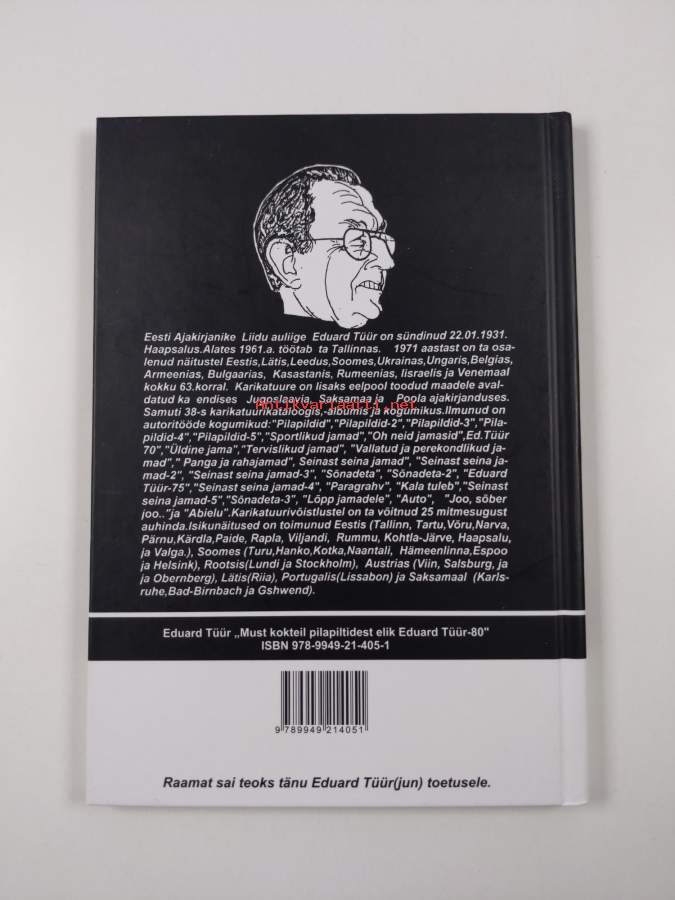 Eesti Ajakirjanike Liidu auliige Eduard Tüür on sündinud 22.01.1931.
Haapsalus.Alates 1961.a. töötab ta Tallinnas. 1971 aastast on ta osa-
lenud näitustel Eestis,Lätis,Leedus,Soomes,Ukrainas,Ungaris,Belgias,
Armeenias, Bulgaarias, Kasastanis, Rumeenias, Iisraelis ja Venemaal
kokku 63.korral. Karikatuure on lisaks eelpool toodud maadele aval-
datud ka endises Jugoslaavia, Saksamaa ja Poola ajakirjanduses.
antikvariaat1.ee
Samuti 38-s karikatuurikataloogis,-albumis ja kogumikus.Ilmunud on
autoritööde kogumikud:"Pilapildid","Pilapildid-2","Pilapildid-3","Pila-
pildid-4","Pilapildid-5","Sportlikud jamad","Oh neid jamasid",Ed.Tüür
70","Üldine jama","Tervislikud jamad", "Vallatud ja perekondlikud ja-
mad"," Panga ja rahajamad", Seinast seina jamad", "Seinast seina ja-
mad-2", "Seinast seina jamad-3", "Sõnadeta", "Sõnadeta-2", "Eduard
Tüür-75","Seinast seina jamad-4", "Paragrahv", "Kala tuleb","Seinast
seina jamad-5","Sõnadeta-3", "Lõpp jamadele", "Auto", "Joo, sõber
joo.."ja "Abielu".Karikatuurivõistlustel on ta võitnud 25 mitmesugust
auhinda.Isikunäitused on toimunud Eestis (Tallinn, Tartu,Võru,Narva,
Pärnu,Kärdla,Paide, Rapla, Viljandi, Rummu, Kohtla-Järve, Haapsalu,
ja Valga.), Soomes (Turu,Hanko,Kotka,Naantali, Hämeenlinna,Espoo
ja Helsink), Rootsis(Lundi ja Stockholm), Austrias (Viin, Salsburg, ja
ja Obernberg), Lätis(Riia), Portugalis(Lissabon) ja Saksamaal (Karls-
ruhe,Bad-Birnbach ja Gshwend).
Eduard Tüür „Must kokteil pilapiltidest elik Eduard Tüür-80"
ISBN 978-9949-21-405-1
9 789949 214051
Raamat sai teoks tänu Eduard Tüür(jun) toetusele.